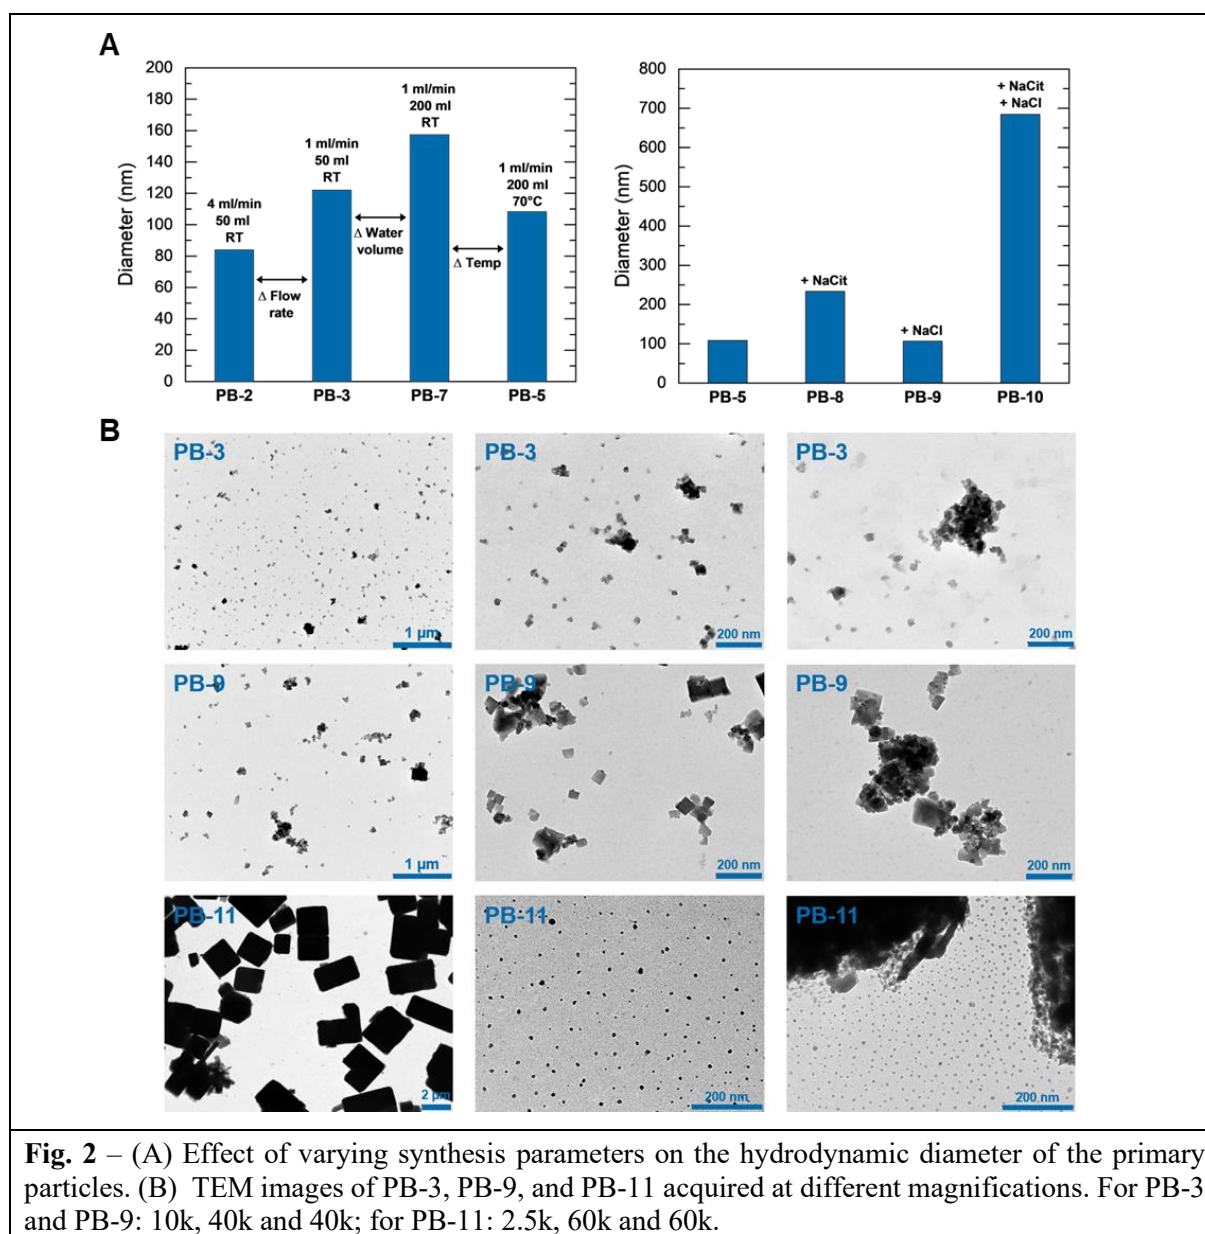 A
200
180
160
140
120
100
80
60
40
20
0
Diameter (nm)
4 ml/min
50 ml
RT
1 ml/min
50 ml
RT
1 ml/min
200 ml
RT
1 ml/min
200 ml
70°C
Δ Flow
rate
Δ Water
volume
Δ Temp
PB-2 PB-3 PB-7 PB-5
800
700
600
500
400
300
200
100
0
Diameter (nm)
+ NaCit
+ NaCl
+ NaCit
+ NaCl
PB-5 PB-8 PB-9 PB-10
B
PB-3
1 µm
PB-3
200 nm
PB-3
200 nm
PB-9
1 µm
PB-9
200 nm
PB-9
200 nm
PB-11
2 µm
PB-11
200 nm
PB-11
200 nm
Fig. 2 – (A) Effect of varying synthesis parameters on the hydrodynamic diameter of the primary
particles. (B) TEM images of PB-3, PB-9, and PB-11 acquired at different magnifications. For PB-3
and PB-9: 10k, 40k and 40k; for PB-11: 2.5k, 60k and 60k.